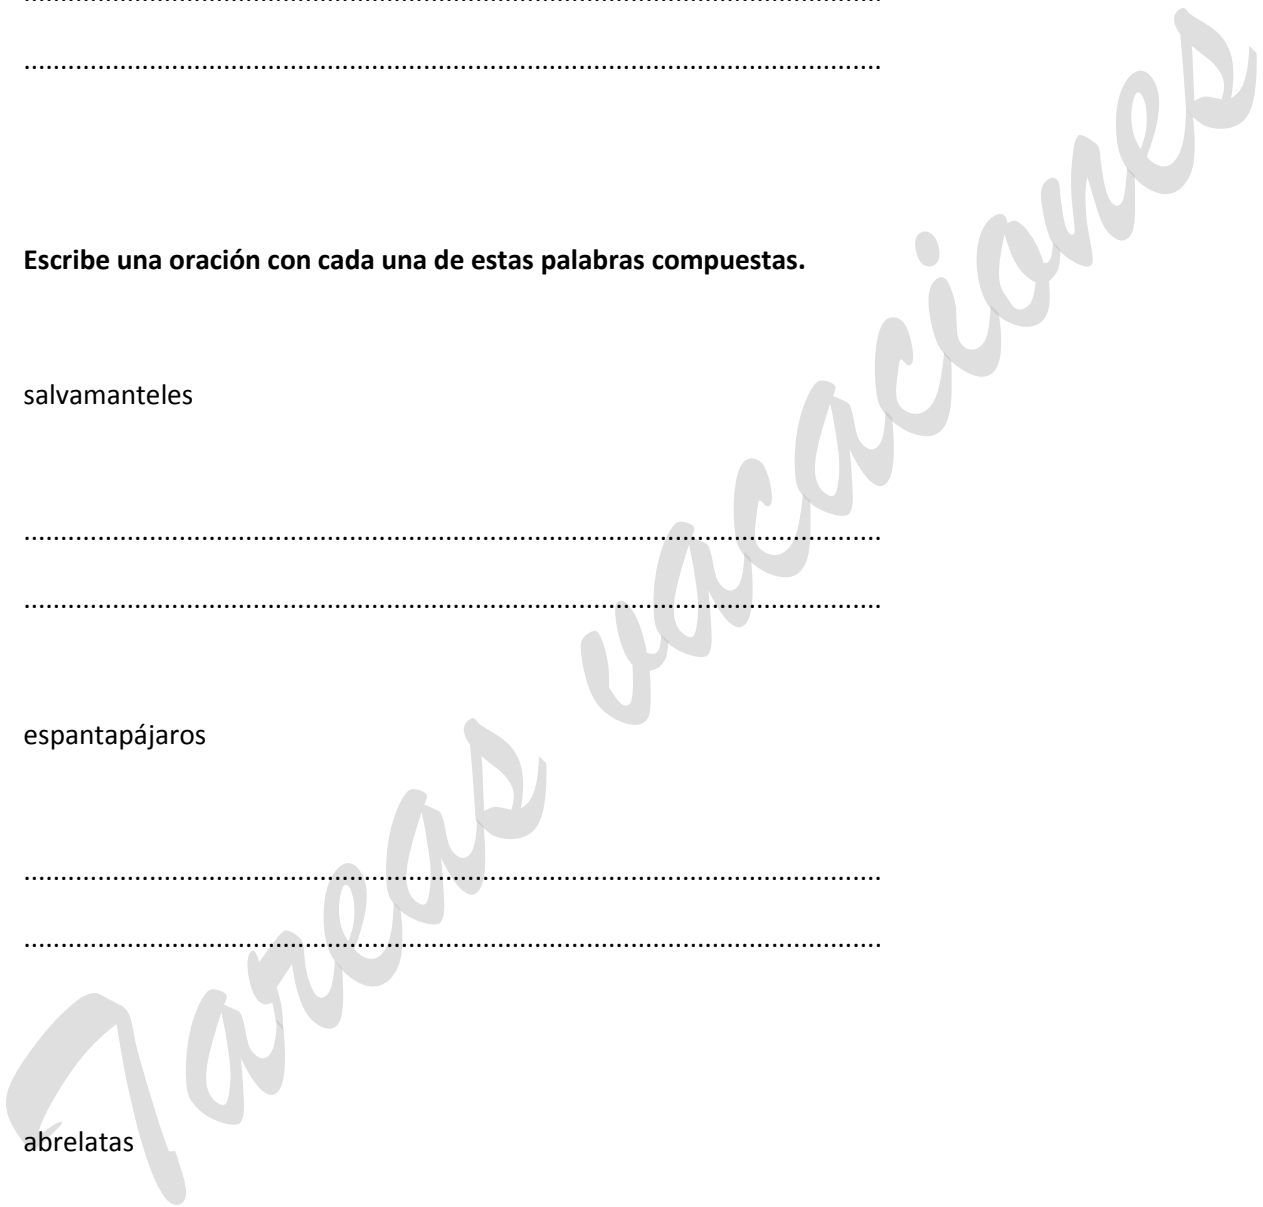 ................................................................................................................
................................................................................................................
Escribe una oración con cada una de estas palabras compuestas.
salvamanteles
................................................................................................................
................................................................................................................
espantapájaros
................................................................................................................
................................................................................................................
abrelatas
Tareas vacaciones